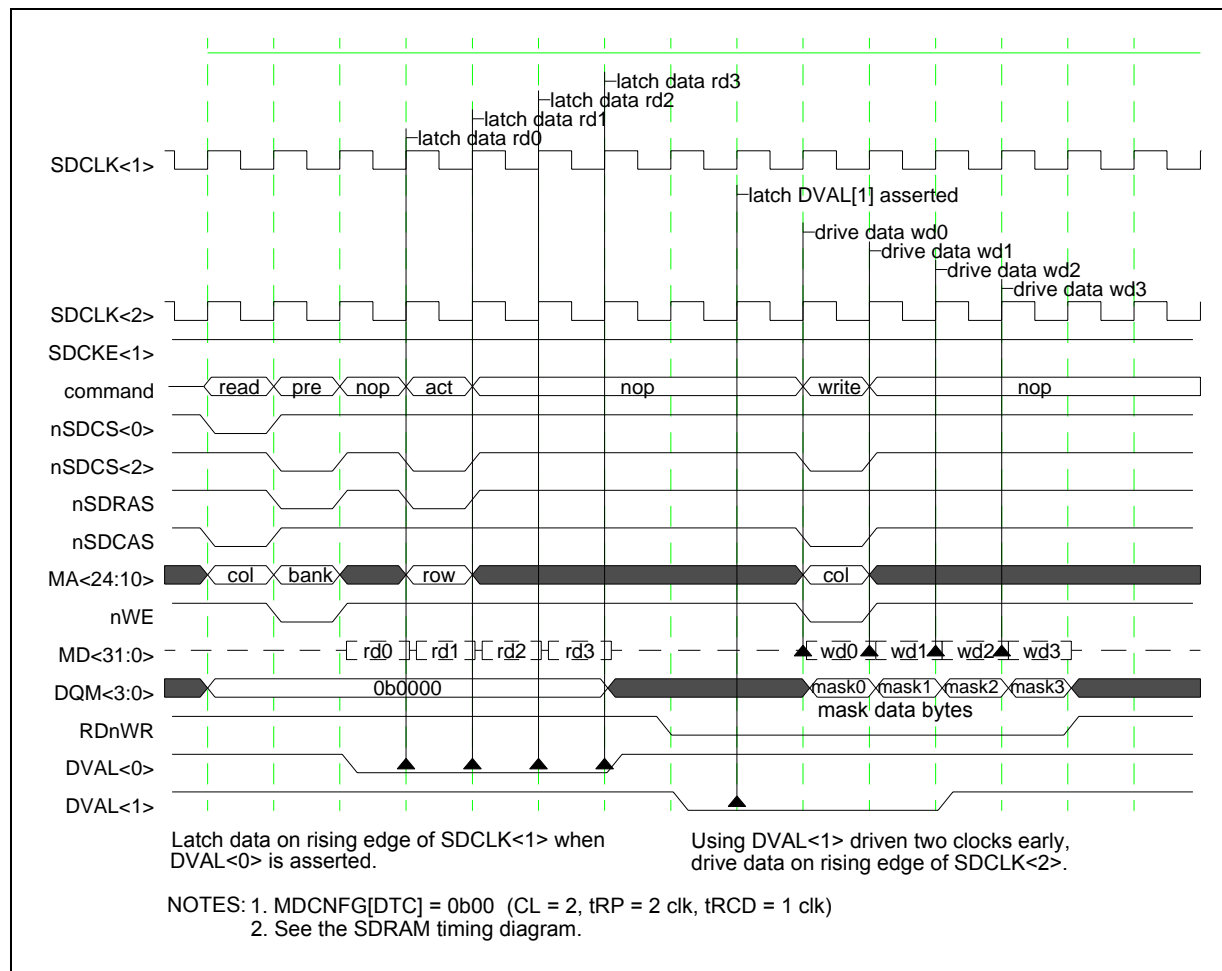 latch data rd3
latch data rd2
latch data rd1
latch data rd0
SDCLK<1>
latch DVAL[1] asserted
drive data wd0
drive data wd1
drive data wd2
drive data wd3
SDCLK<2>
SDCKE<1>
command read pre nop act nop write nop
nSDCS<0>
nSDCS<2>
nSDRAS
nSDCAS
MA<24:10> col bank row col
nWE
MD<31:0> rd0 rd1 rd2 rd3 wd0 wd1 wd2 wd3
DQM<3:0> 0b0000 mask0 mask1 mask2 mask3
mask data bytes
RDnWR
DVAL<0>
DVAL<1>
Latch data on rising edge of SDCLK<1> when
DVAL<0> is asserted.
Using DVAL<1> driven two clocks early,
drive data on rising edge of SDCLK<2>.
NOTES: 1. MDCNFG[DTC] = 0b00 (CL = 2, tRP = 2 clk, tRCD = 1 clk)
2. See the SDRAM timing diagram.